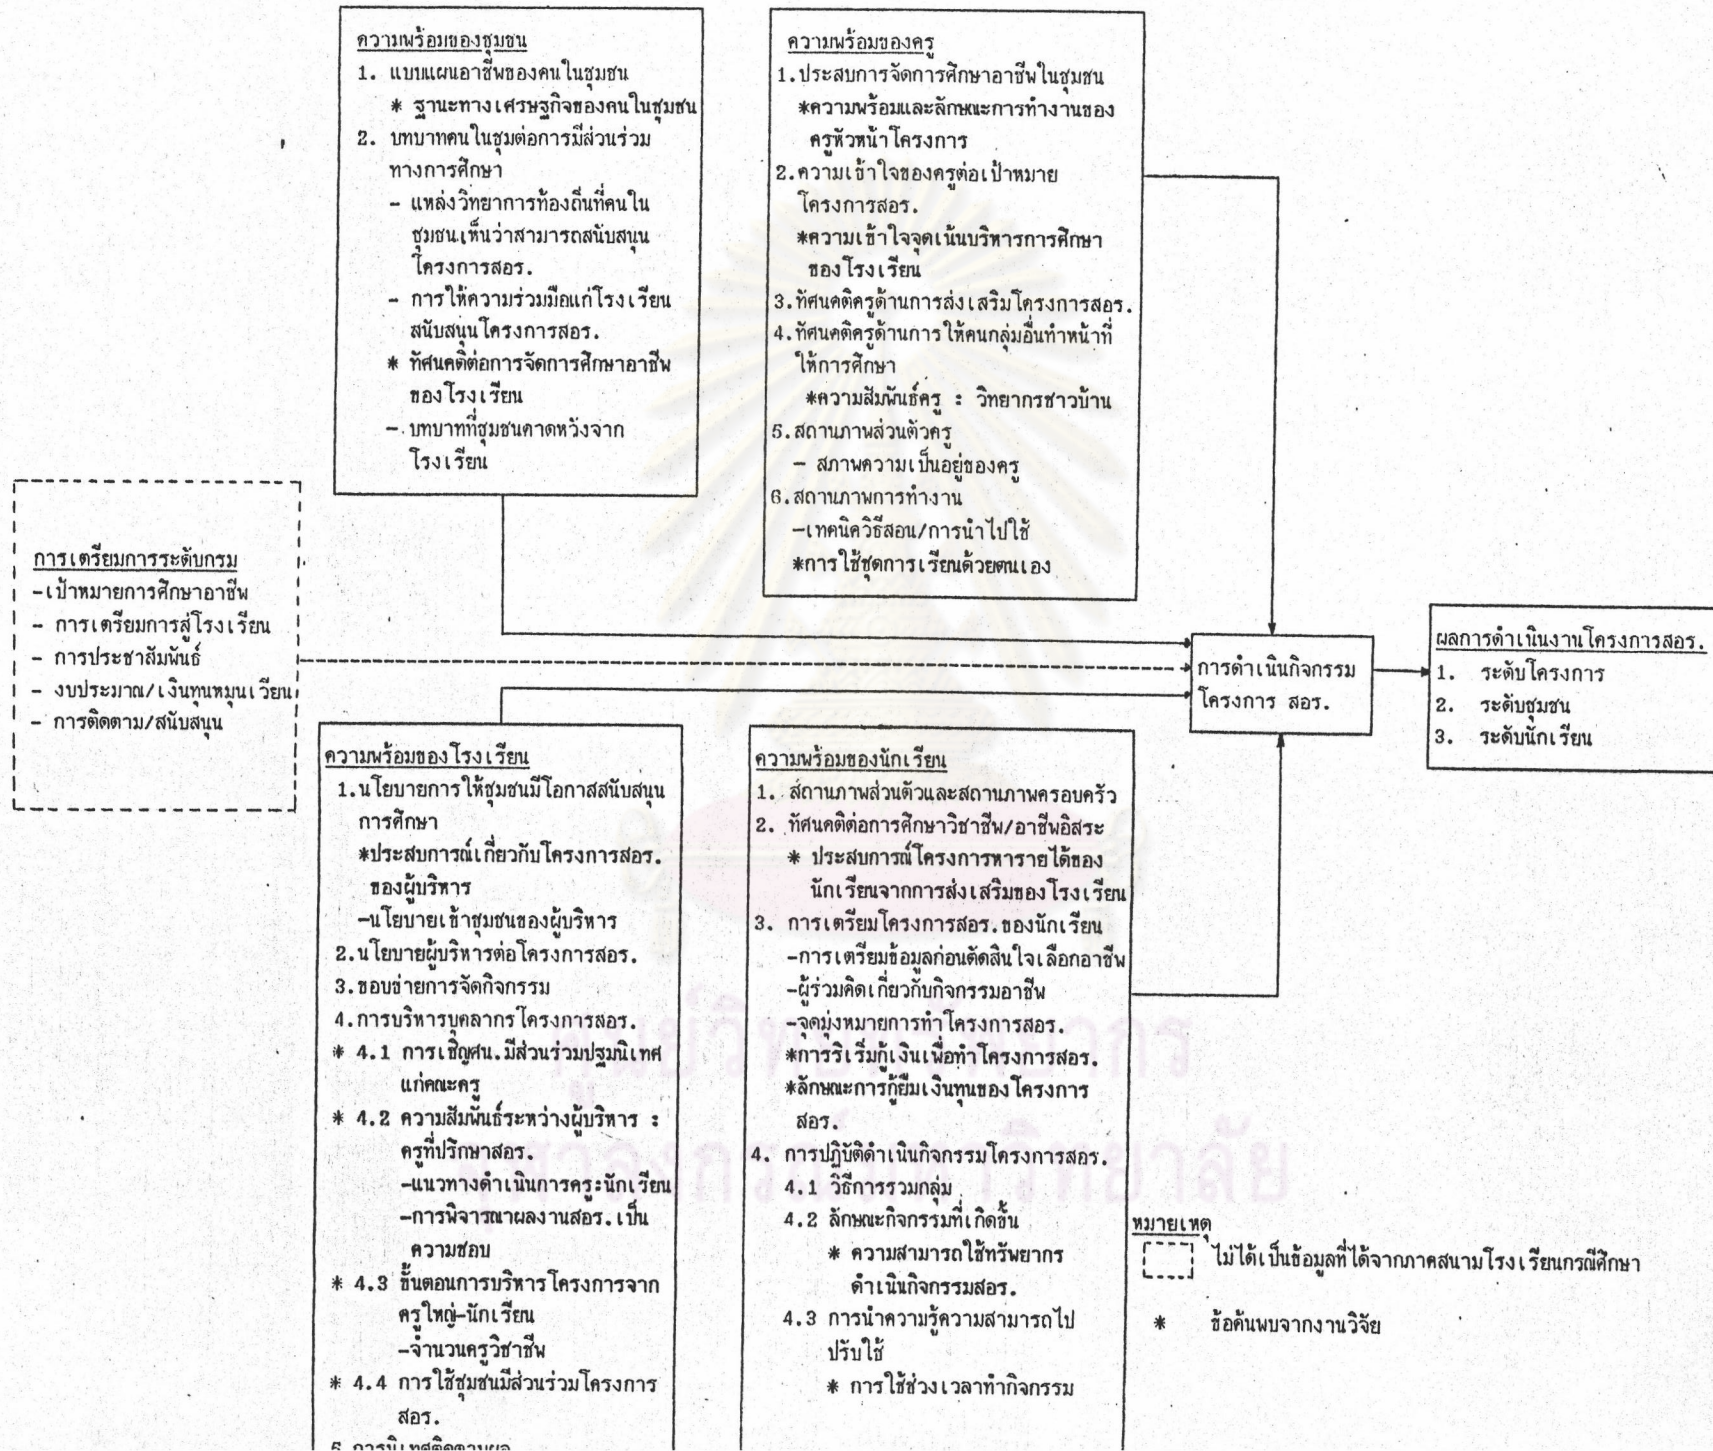 ความพร้อมของชุมชน
1. แบบแผนอาชีพของคนในชุมชน
* ฐานะทางเศรษฐกิจของคนในชุมชน
2. บทบาทคนในชุมต่อการมีส่วนร่วม
ทางการศึกษา
- แหล่งวิทยาการท้องถิ่นที่คนใน
ชุมชนเห็นว่าสามารถสนับสนุน
โครงการสอร.
- การให้ความร่วมมือแก่โรงเรียน
สนับสนุนโครงการสอร.
* ทัศนคติต่อการจัดการศึกษาอาชีพ
ของโรงเรียน
- บทบาทที่ชุมชนคาดหวังจาก
โรงเรียน
ความพร้อมของครู
1.ประสบการจัดการศึกษาอาชีพในชุมชน
*ความพร้อมและลักษณะการทำงานของ
ครูหัวหน้าโครงการ
2.ความเข้าใจของครูต่อเป้าหมาย
โครงการสอร.
*ความเข้าใจจุดเน้นบริหารการศึกษา
ของโรงเรียน
3.ทัศนคติครูด้านการส่งเสริมโครงการสอร.
4.ทัศนคติครูด้านการให้คนกลุ่มอื่นทำหน้าที่
ให้การศึกษา
*ความสัมพันธ์ครู : วิทยากรชาวบ้าน
5.สถานภาพส่วนตัวครู
- สภาพความเป็นอยู่ของครู
6.สถานภาพการทำงาน
-เทคนิควิธีสอน/การนำไปใช้
*การใช้ชุดการเรียนด้วยตนเอง
การเตรียมการระดับกรม
-เป้าหมายการศึกษาอาชีพ
- การเตรียมการสู่โรงเรียน
- การประชาสัมพันธ์
- งบประมาณ/เงินทุนหมุนเวียน
- การติดตาม/สนับสนุน
การดำเนินกิจกรรม
โครงการ สอร.
ผลการดำเนินงานโครงการสอร.
1. ระดับโครงการ
2. ระดับชุมชน
3. ระดับนักเรียน
ความพร้อมของโรงเรียน
1.นโยบายการให้ชุมชนมีโอกาสสนับสนุน
การศึกษา
*ประสบการณ์เกี่ยวกับโครงการสอร.
ของผู้บริหาร
-นโยบายเข้าชุมชนของผู้บริหาร
2.นโยบายผู้บริหารต่อโครงการสอร.
3.ขอบข่ายการจัดกิจกรรม
4.การบริหารบุคลากรโครงการสอร.
* 4.1 การเชิญศน.มีส่วนร่วมปฐมนิเทศ
แก่คณะครู
* 4.2 ความสัมพันธ์ระหว่างผู้บริหาร :
ครูที่ปรึกษาสอร.
-แนวทางดำเนินการครู:นักเรียน
-การพิจารณาผลงานสอร.เป็น
ความชอบ
* 4.3 ขั้นตอนการบริหารโครงการจาก
ครูใหญ่-นักเรียน
-จำนวนครูวิชาชีพ
* 4.4 การใช้ชุมชนมีส่วนร่วมโครงการ
สอร.
5.การนิเทศติดตามผล
ความพร้อมของนักเรียน
1. สถานภาพส่วนตัวและสถานภาพครอบครัว
2. ทัศนคติต่อการศึกษาวิชาชีพ/อาชีพอิสระ
* ประสบการณ์โครงการหารายได้ของ
นักเรียนจากการส่งเสริมของโรงเรียน
3. การเตรียมโครงการสอร.ของนักเรียน
-การเตรียมข้อมูลก่อนตัดสินใจเลือกอาชีพ
-ผู้ร่วมคิดเกี่ยวกับกิจกรรมอาชีพ
-จุดมุ่งหมายการทำโครงการสอร.
*การริเริ่มกู้เงินเพื่อทำโครงการสอร.
*ลักษณะการกู้ยืมเงินทุนของโครงการ
สอร.
4. การปฏิบัติดำเนินกิจกรรมโครงการสอร.
4.1 วิธีการรวมกลุ่ม
4.2 ลักษณะกิจกรรมที่เกิดขึ้น
* ความสามารถใช้ทรัพยากร
ดำเนินกิจกรรมสอร.
4.3 การนำความรู้ความสามารถไป
ปรับใช้
* การใช้ช่วงเวลาทำกิจกรรม
หมายเหตุ
ไม่ได้เป็นข้อมูลที่ได้จากภาคสนามโรงเรียนกรณีศึกษา
* ข้อค้นพบจากงานวิจัย
ศูนย์วิทยทรัพยากร
จุฬาลงกรณ์มหาวิทยาลัย